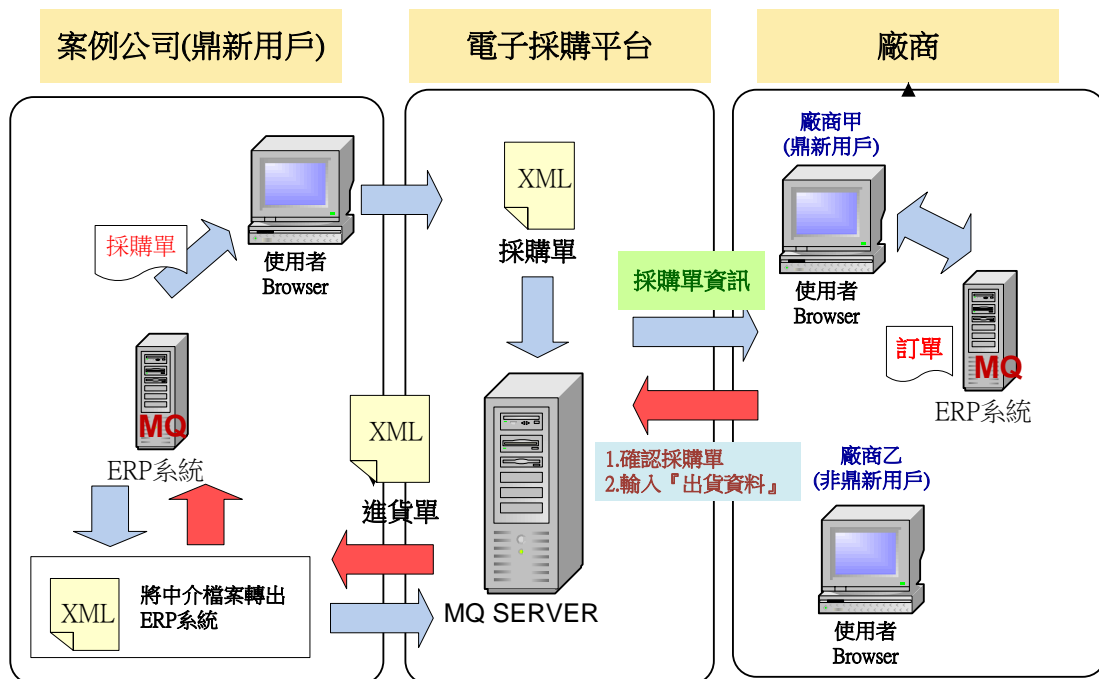 案例公司(鼎新用戶)
電子採購平台
廠商
採購單
使用者
Browser
MQ
ERP系統
XML
將中介檔案轉出
ERP系統
XML
採購單
XML
進貨單
MQ SERVER
採購單資訊
1.確認採購單
2.輸入『出貨資料』
廠商甲
(鼎新用戶)
使用者
Browser
訂單
MQ
ERP系統
廠商乙
(非鼎新用戶)
使用者
Browser